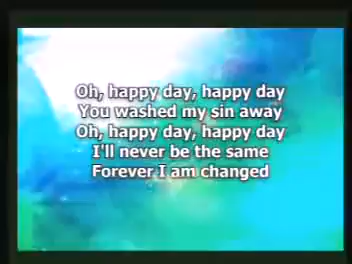 Oh, happy day, happy day
You washed my sin away
Oh, happy day, happy day
I'll never be the same
Forever I am changed